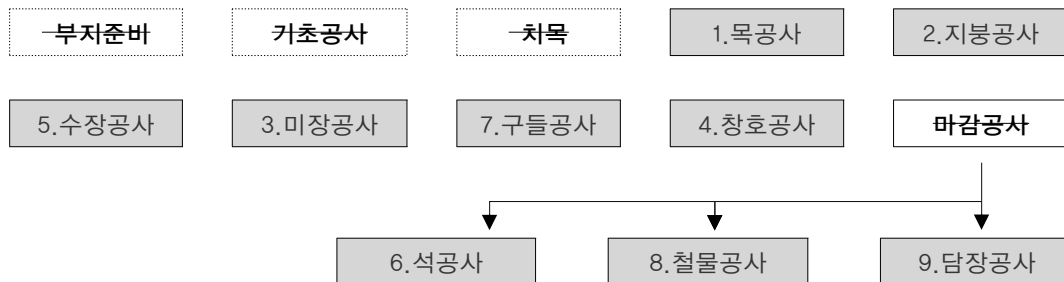 부지준비 기초공사 치목 1.목공사 2.지붕공사
5.수장공사 3.미장공사 7.구들공사 4.창호공사 마감공사
6.석공사 8.철물공사 9.담장공사